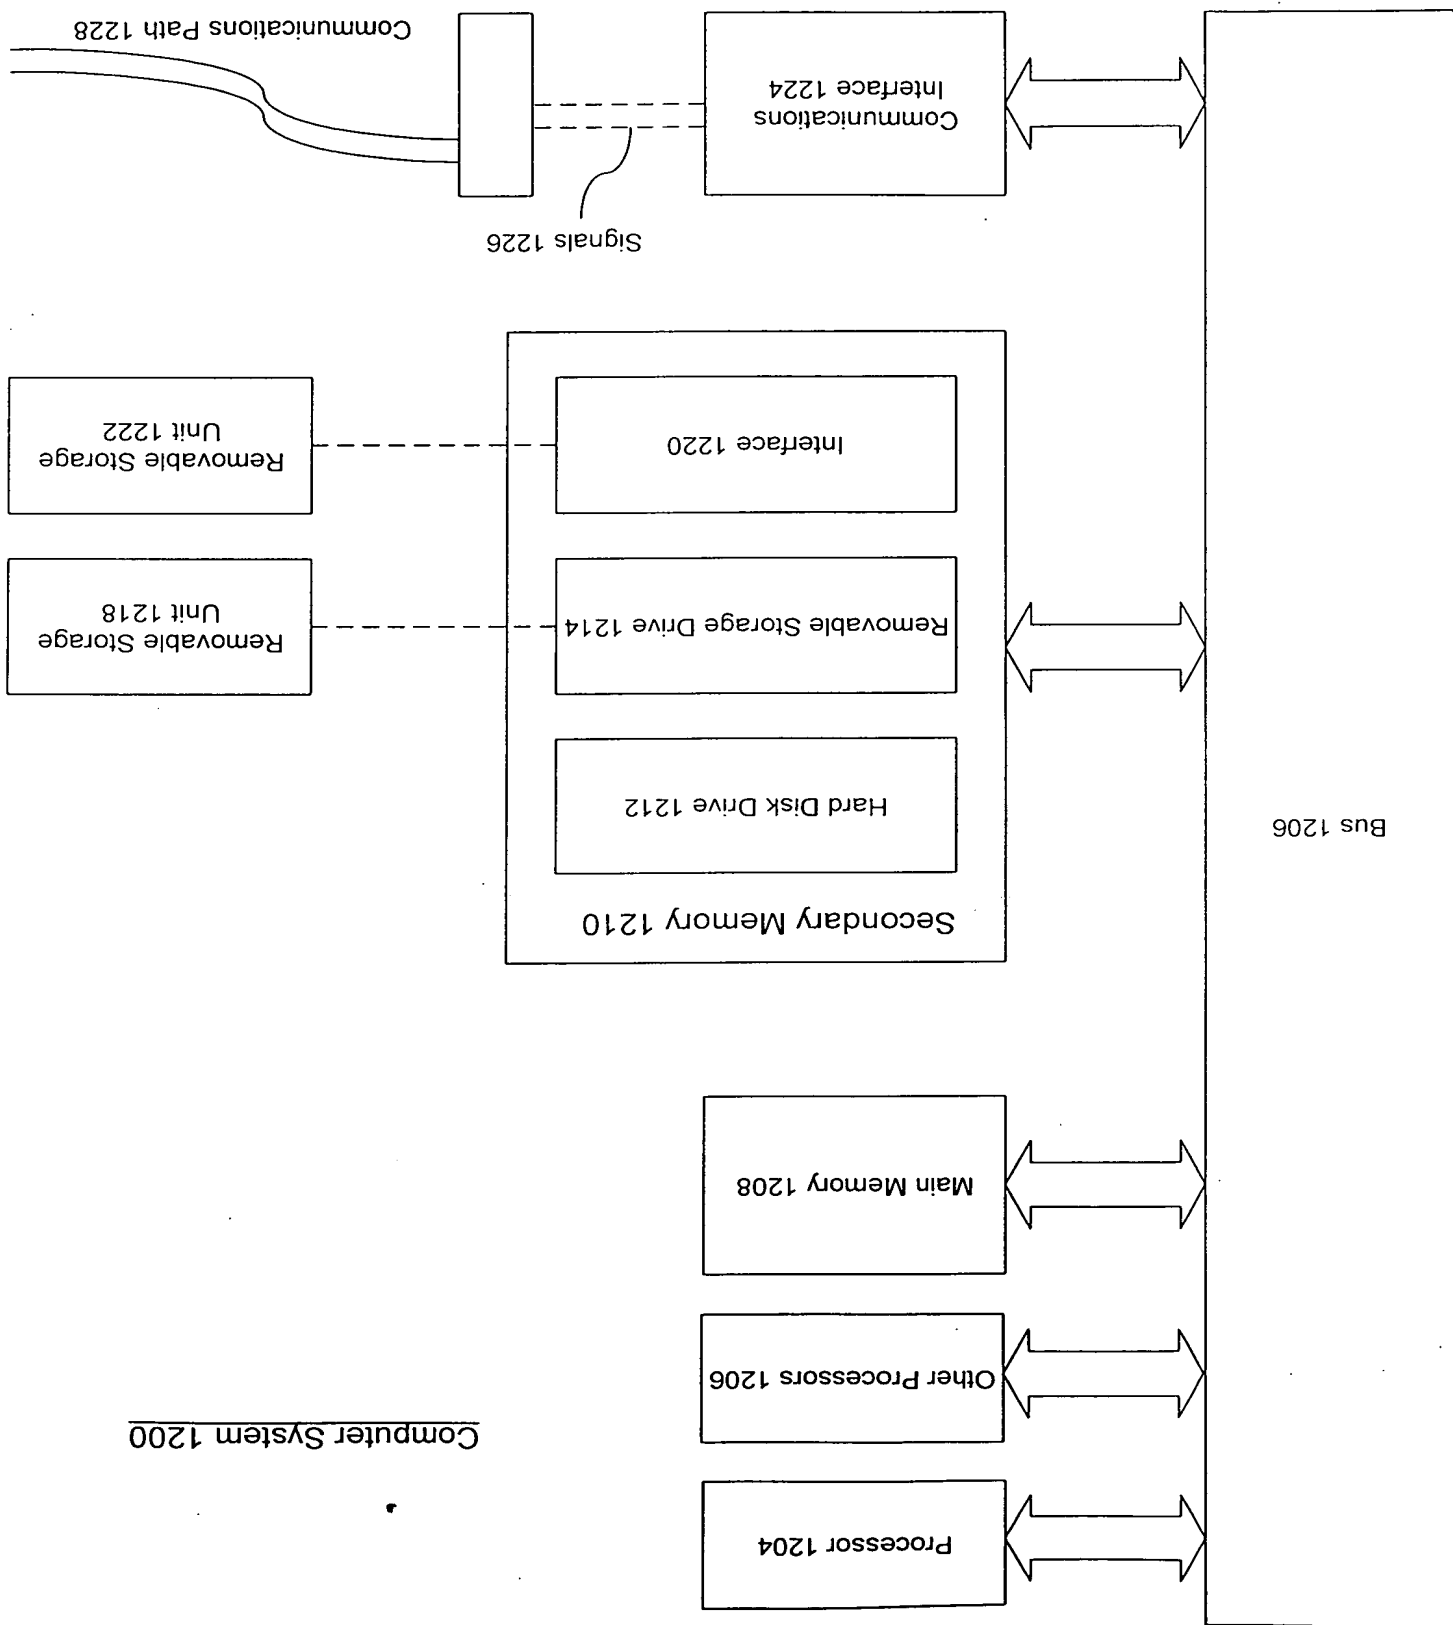 Processor 1204
Computer System 1200
Other Processors 1206
Main Memory 1208
Secondary Memory 1210
Bus 1206
Hard Disk Drive 1212
Removable Storage Drive 1214
Removable Storage
Unit 1218
Interface 1220
Removable Storage
Unit 1222
Signals 1226
Communications
Interface 1224
Communications Path 1228